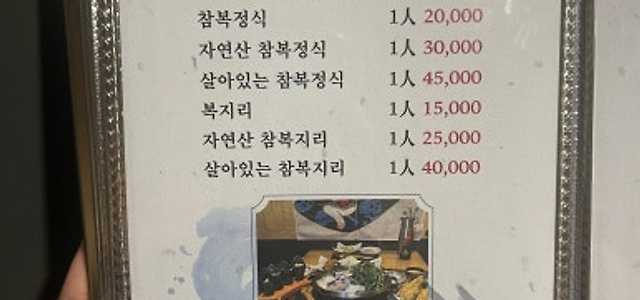 참복정식 1人 20,000
자연산 참복정식 1人 30,000
살아있는 참복정식 1人 45,000
복지리 1人 15,000
자연산 참복지리 1人 25,000
살아있는 참복지리 1人 40,000